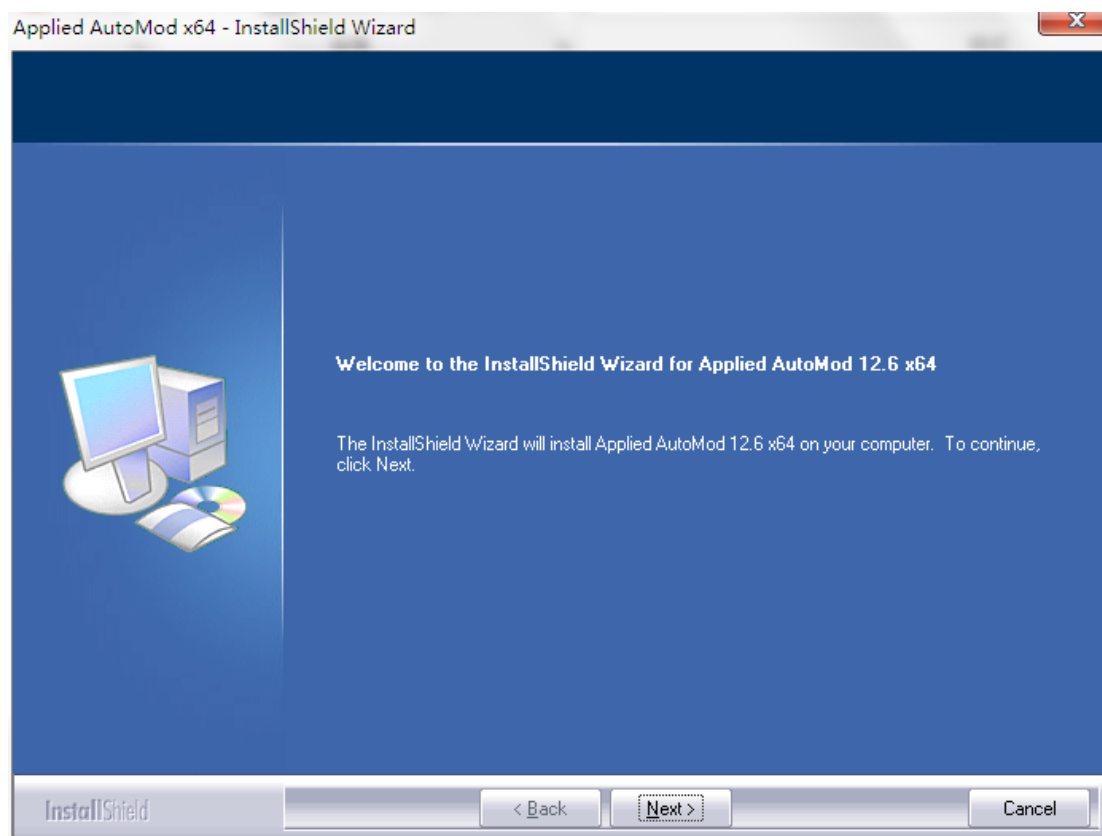 Applied AutoMod x64 - InstallShield Wizard
Welcome to the InstallShield Wizard for Applied AutoMod 12.6 x64
The InstallShield Wizard will install Applied AutoMod 12.6 x64 on your computer.  To continue,
click Next.
InstallShield
< Back
Next >
Cancel